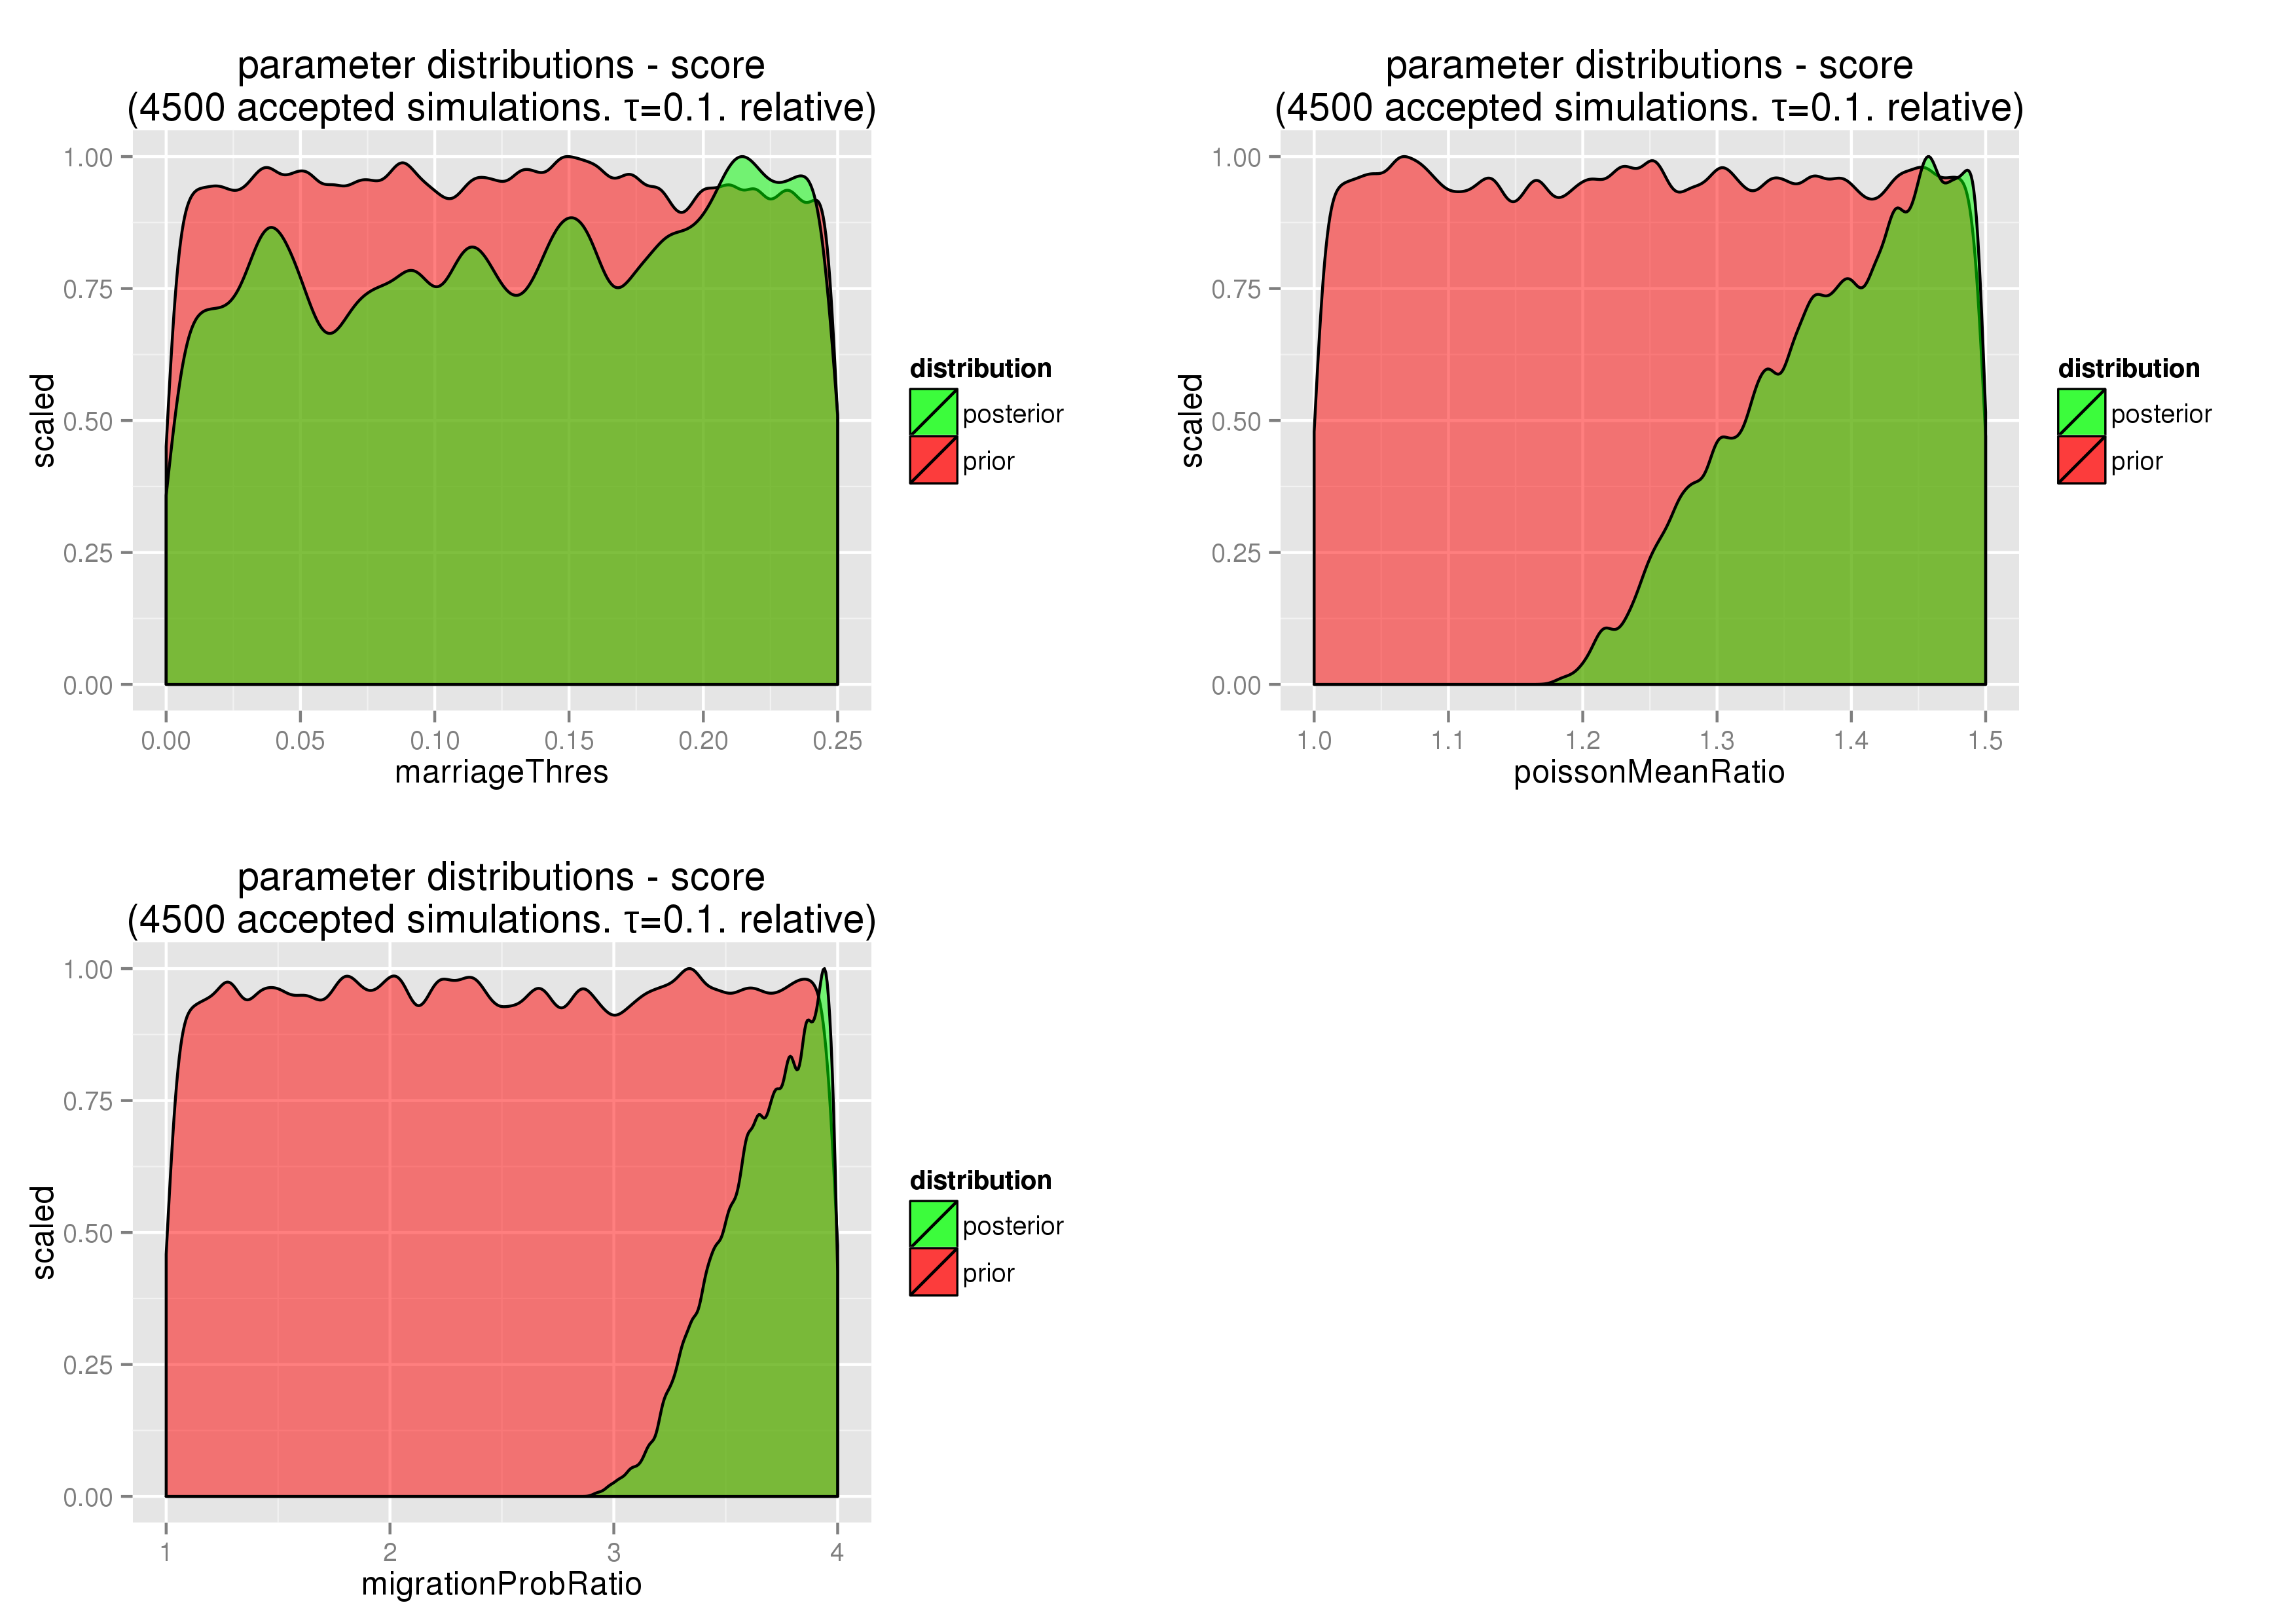 parameter distributions - score
(4500 accepted simulations. τ=0.1. relative)
1.00
0.75
0.50
0.25
0.00
scaled
0.00 0.05 0.10 0.15 0.20 0.25
marriageThres
distribution
posterior
prior
parameter distributions - score
(4500 accepted simulations. τ=0.1. relative)
1.00
0.75
0.50
0.25
0.00
scaled
1.0 1.1 1.2 1.3 1.4 1.5
poissonMeanRatio
distribution
posterior
prior
parameter distributions - score
(4500 accepted simulations. τ=0.1. relative)
1.00
0.75
0.50
0.25
0.00
scaled
1 2 3 4
migrationProbRatio
distribution
posterior
prior